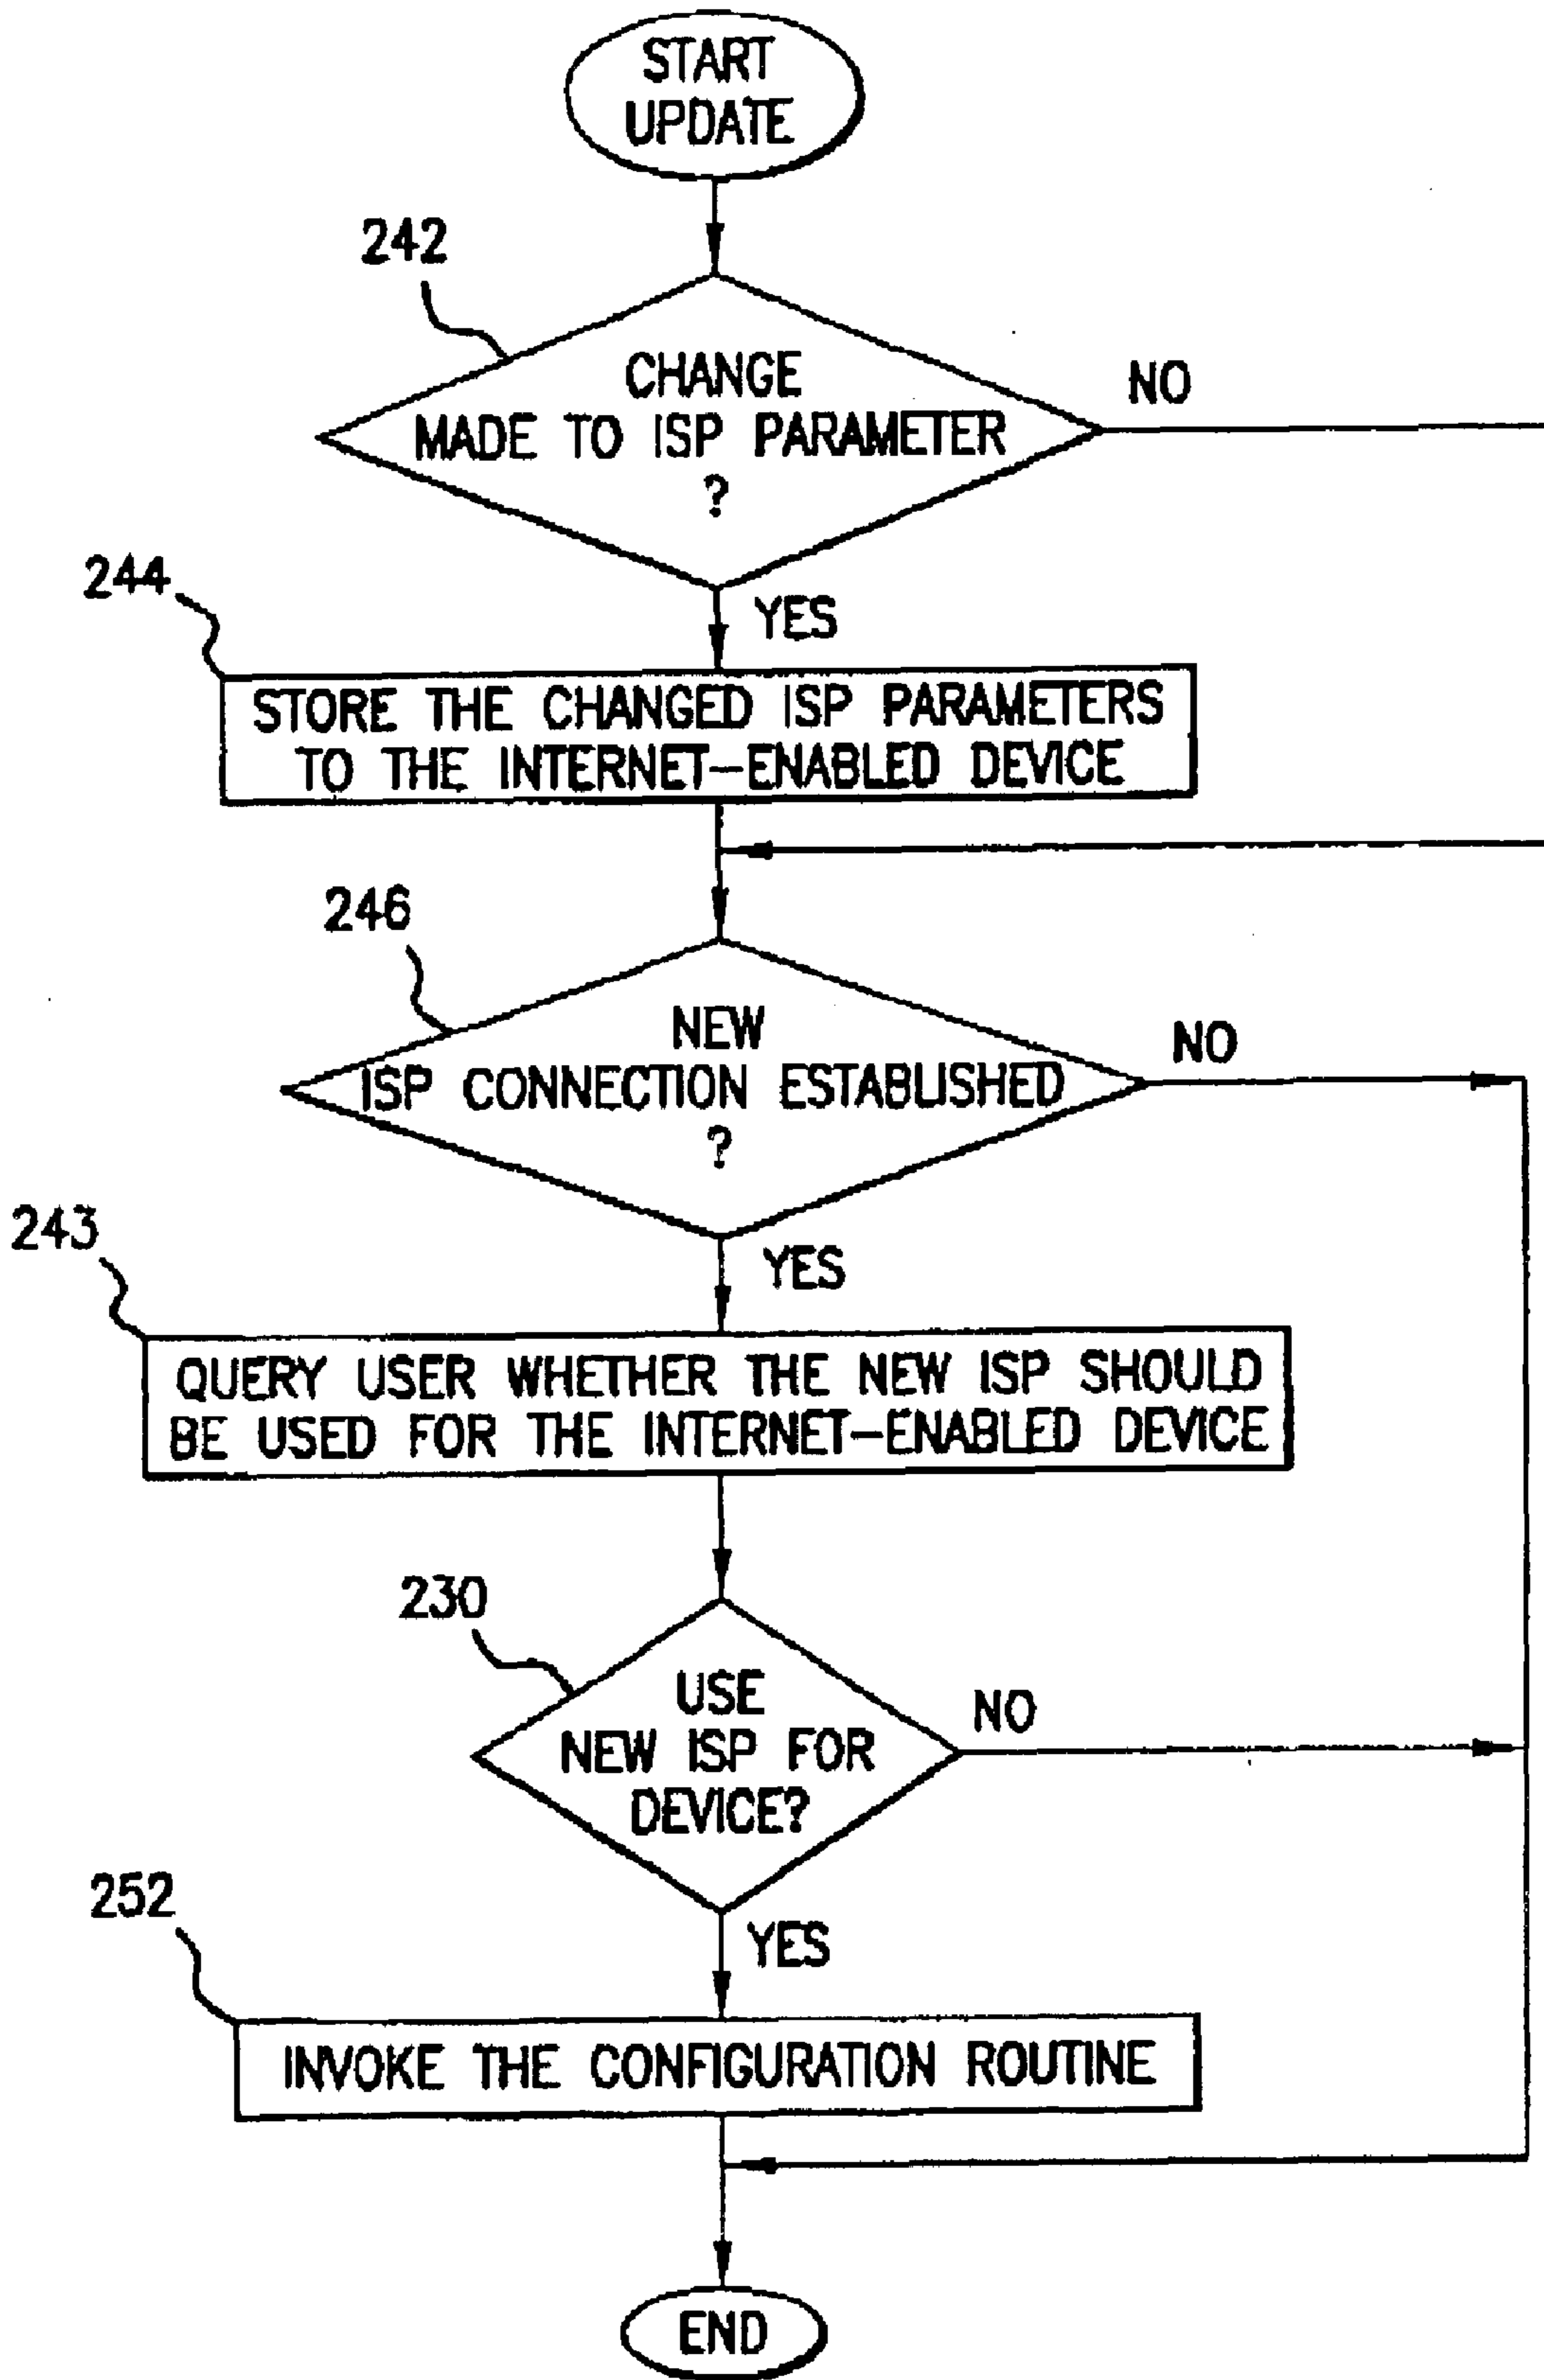 START
UPDATE
242
CHANGE
MADE TO ISP PARAMETER
?
NO
YES
244
STORE THE CHANGED ISP PARAMETERS
TO THE INTERNET-ENABLED DEVICE
246
NEW
ISP CONNECTION ESTABLISHED
?
NO
YES
243
QUERY USER WHETHER THE NEW ISP SHOULD
BE USED FOR THE INTERNET-ENABLED DEVICE
230
USE
NEW ISP FOR
DEVICE?
NO
YES
252
INVOKE THE CONFIGURATION ROUTINE
END